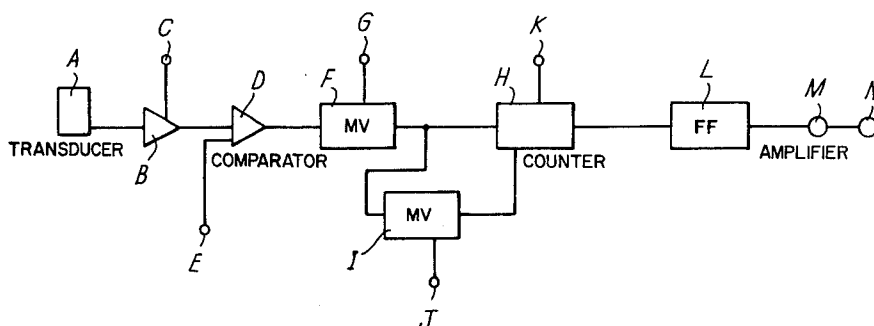 A
C
D
G
F
K
H
L
M
N
MV
FF
TRANSDUCER
B
COMPARATOR
COUNTER
AMPLIFIER
MV
E
I
J